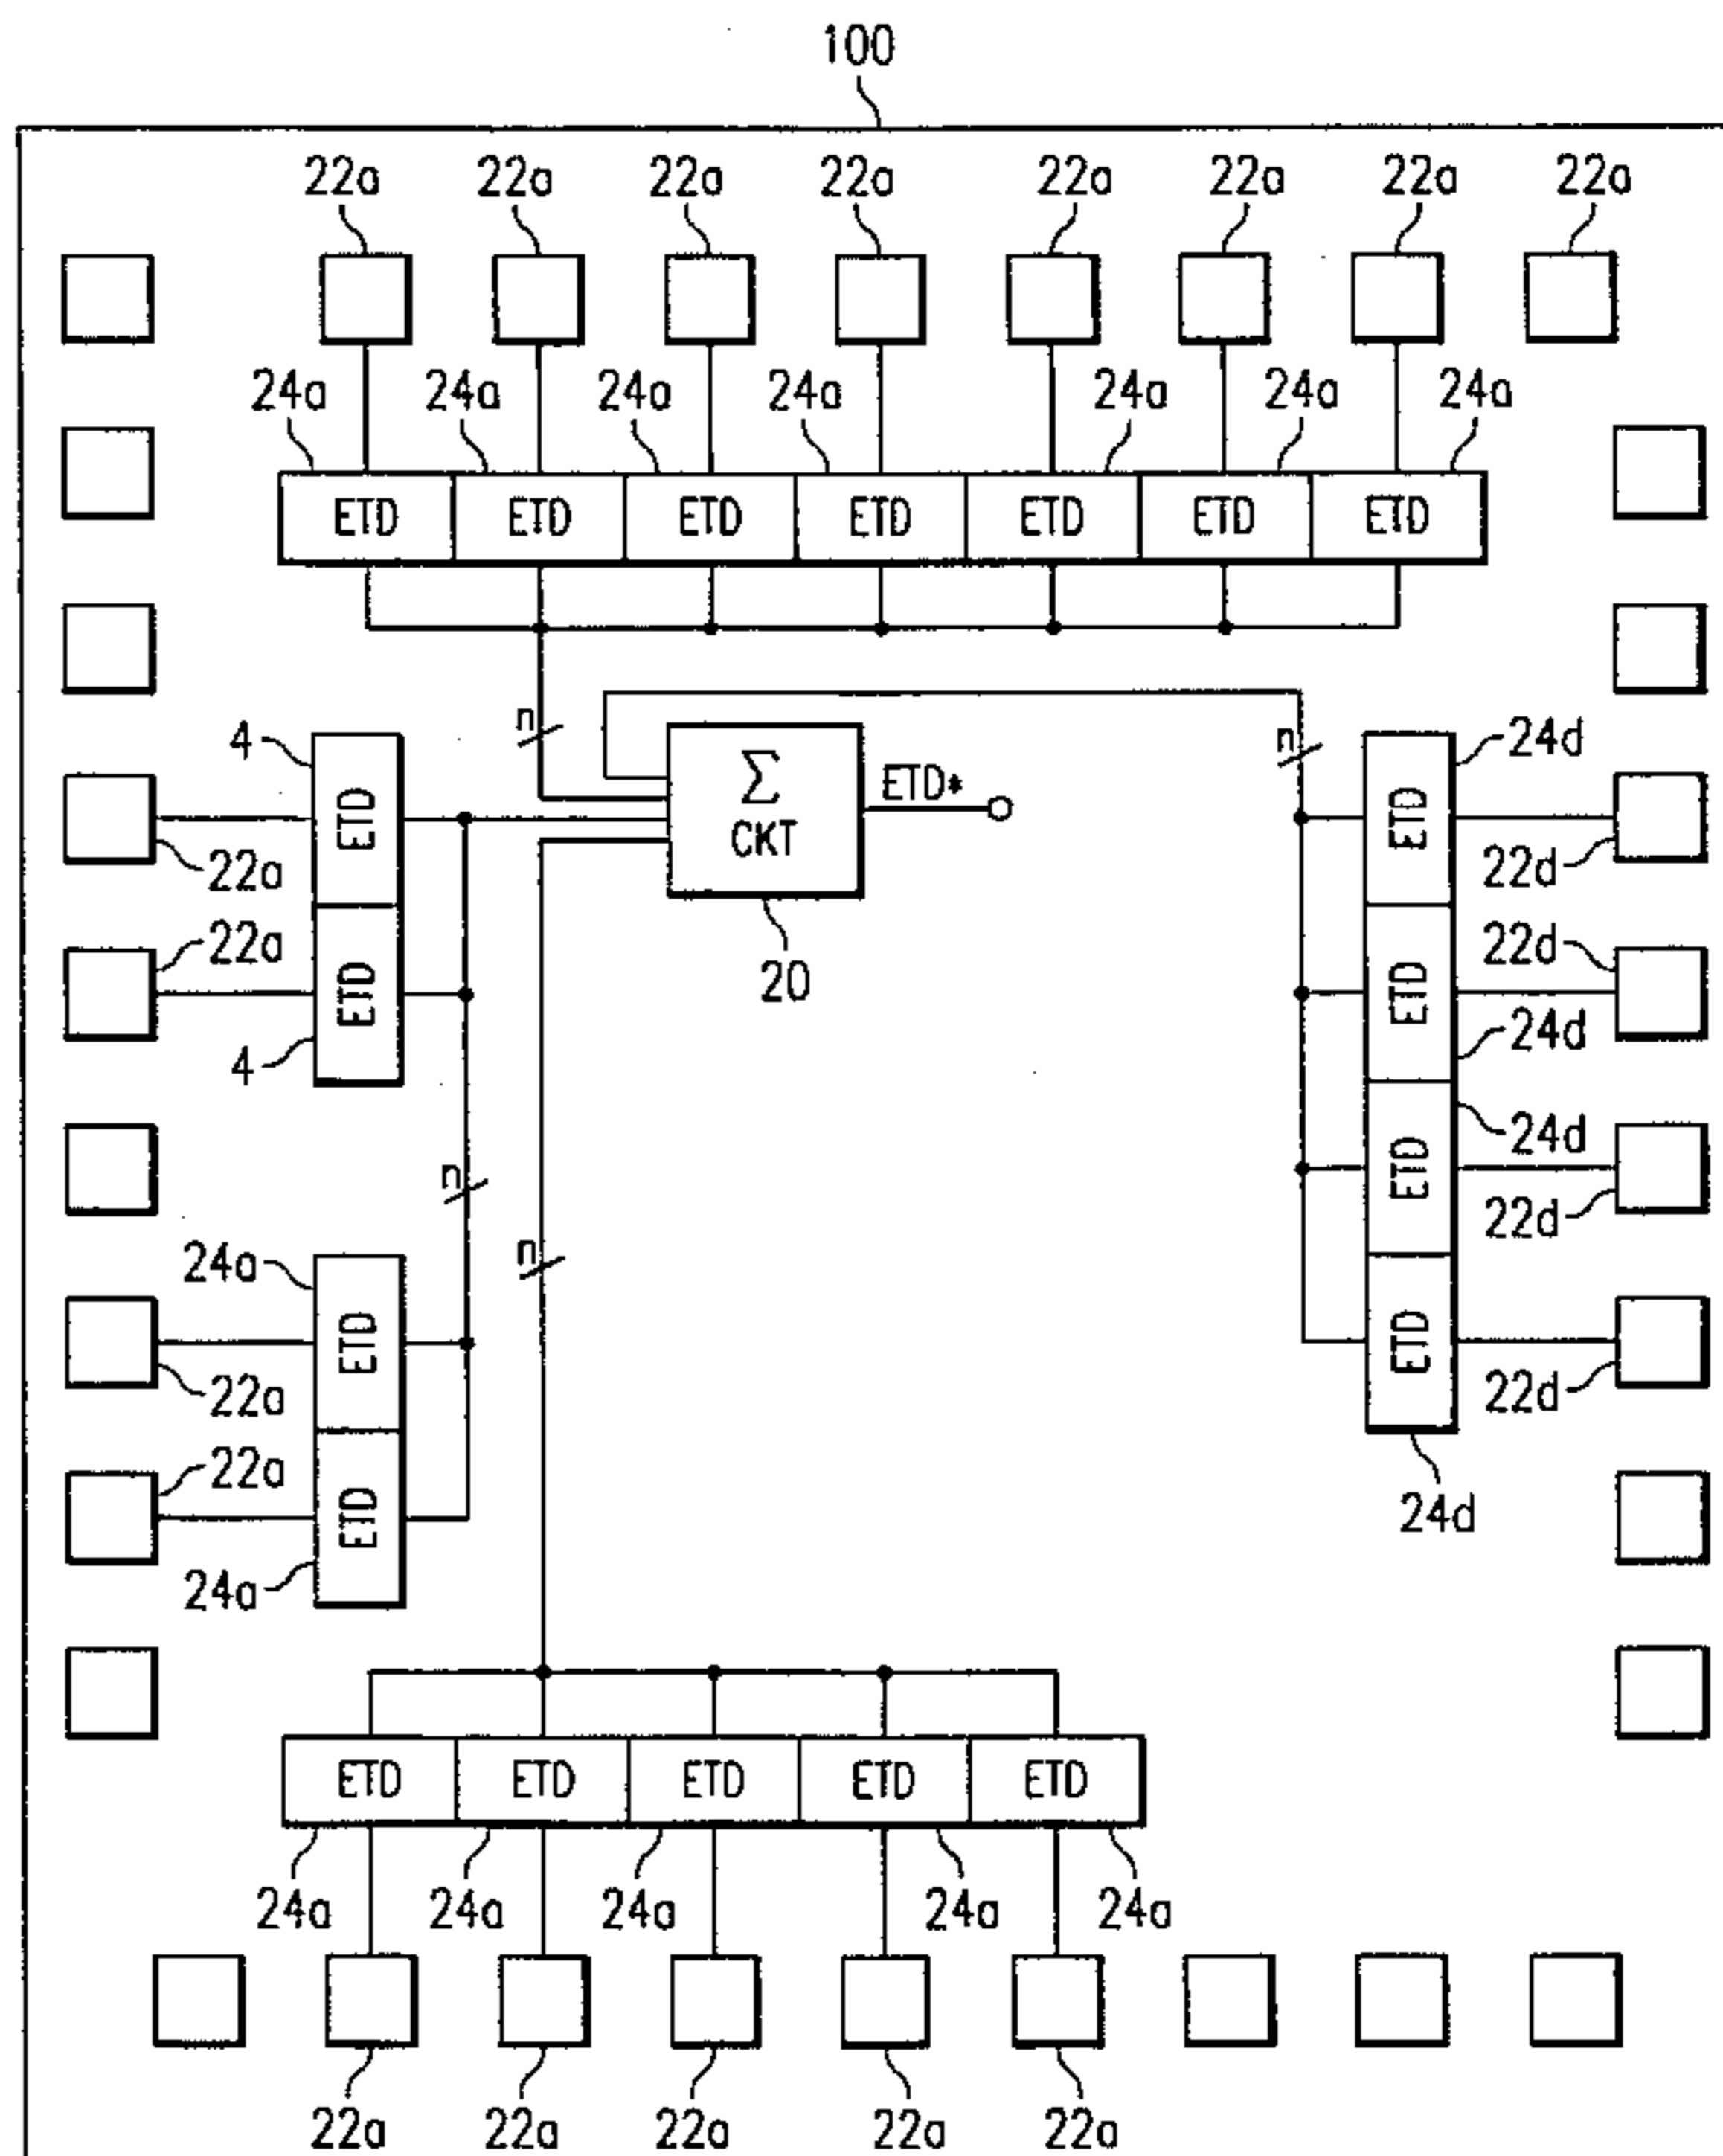 100
22a 22a 22a 22a 22a 22a 22a 22a
24a 24a 24a 24a 24a 24a 24a
ETD ETD ETD ETD ETD ETD ETD
n
n
4
ETD
Σ
CKT
ETD*
20
22a
22a
ETD
4
24d
ETD
22d
22d
ETD
24d
24d
ETD
22d
ETD
22d
24d
n
n
24a
ETD
22a
22a
ETD
24a
ETD ETD ETD ETD ETD
24a 24a 24a 24a 24a
22a 22a 22a 22a 22a